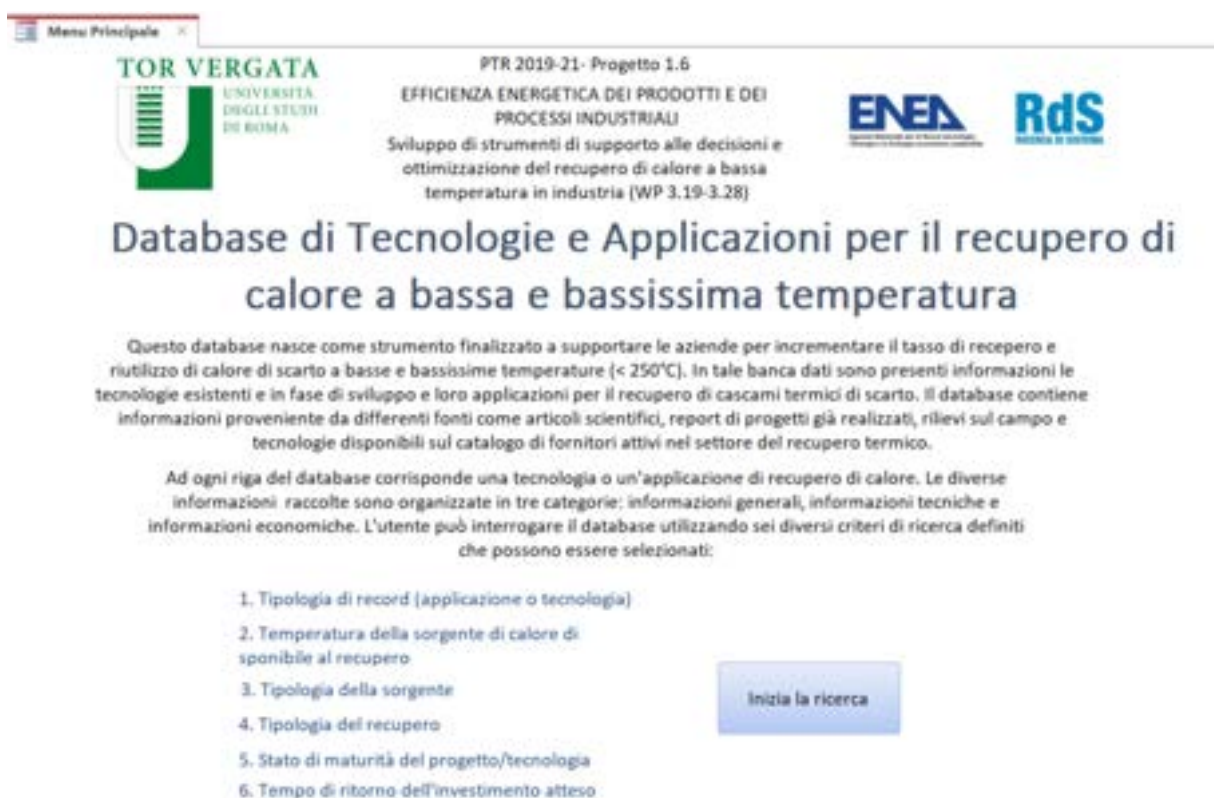 Menu Principale
TOR VERGATA
UNIVERSITÀ
DEGLI STUDI
DI ROMA
PTR 2019-21- Progetto 1.6
EFFICIENZA ENERGETICA DEI PRODOTTI E DEI
PROCESSI INDUSTRIALI
Sviluppo di strumenti di supporto alle decisioni e
ottimizzazione del recupero di calore a bassa
temperatura in industria (WP 3.19-3.28)
ENEA
RdS
RICERCA DI SISTEMA
Database di Tecnologie e Applicazioni per il recupero di
calore a bassa e bassissima temperatura
Questo database nasce come strumento finalizzato a supportare le aziende per incrementare il tasso di recepero e
riutilizzo di calore di scarto a basse e bassissime temperature (< 250°C). In tale banca dati sono presenti informazioni le
tecnologie esistenti e in fase di sviluppo e loro applicazioni per il recupero di cascami termici di scarto. Il database contiene
informazioni proveniente da differenti fonti come articoli scientifici, report di progetti già realizzati, rilievi sul campo e
tecnologie disponibili sul catalogo di fornitori attivi nel settore del recupero termico.
Ad ogni riga del database corrisponde una tecnologia o un'applicazione di recupero di calore. Le diverse
informazioni raccolte sono organizzate in tre categorie: informazioni generali, informazioni tecniche e
informazioni economiche. L'utente può interrogare il database utilizzando sei diversi criteri di ricerca definiti
che possono essere selezionati:
1. Tipologia di record (applicazione o tecnologia)
2. Temperatura della sorgente di calore di
sponibile al recupero
3. Tipologia della sorgente
4. Tipologia del recupero
5. Stato di maturità del progetto/tecnologia
6. Tempo di ritorno dell'investimento atteso
Inizia la ricerca